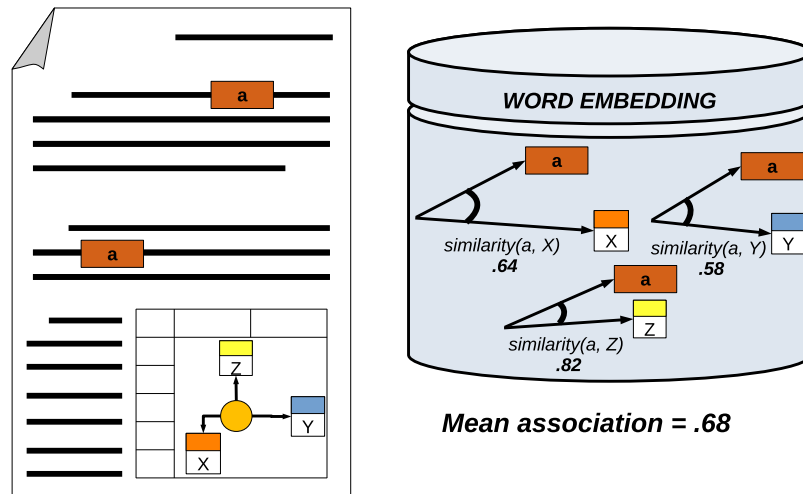 a
a
Z
Y
X
WORD EMBEDDING
a
a
X
Y
similarity(a, X)
.64
similarity(a, Y)
.58
a
Z
similarity(a, Z)
.82
Mean association = .68